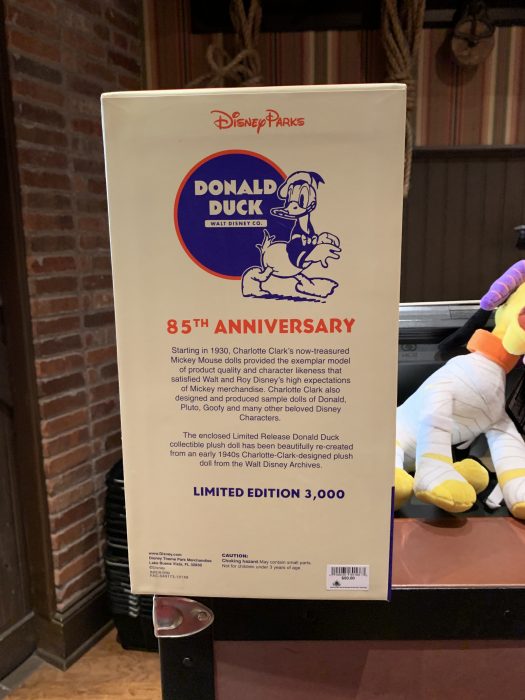 Disney Parks
DONALD
DUCK
WALT DISNEY CO.
85TH ANNIVERSARY
Starting in 1930, Charlotte Clark's now-treasured
Mickey Mouse dolls provided the exemplar model
of product quality and character likeness that
satisfied Walt and Roy Disney's high expectations
of Mickey merchandise. Charlotte Clark also
designed and produced sample dolls of Donald,
Pluto, Goofy and many other beloved Disney
Characters.
The enclosed Limited Release Donald Duck
collectible plush doll has been beautifully re-created
from an early 1940s Charlotte-Clark-designed plush
doll from the Walt Disney Archives.
LIMITED EDITION 3,000
www.Disney.com
Disney Theme Park Merchandise
Lake Buena Vista, FL 32830
©Disney
CAUTION:
Choking hazard May contain small parts.
Not for children under 3 years of age